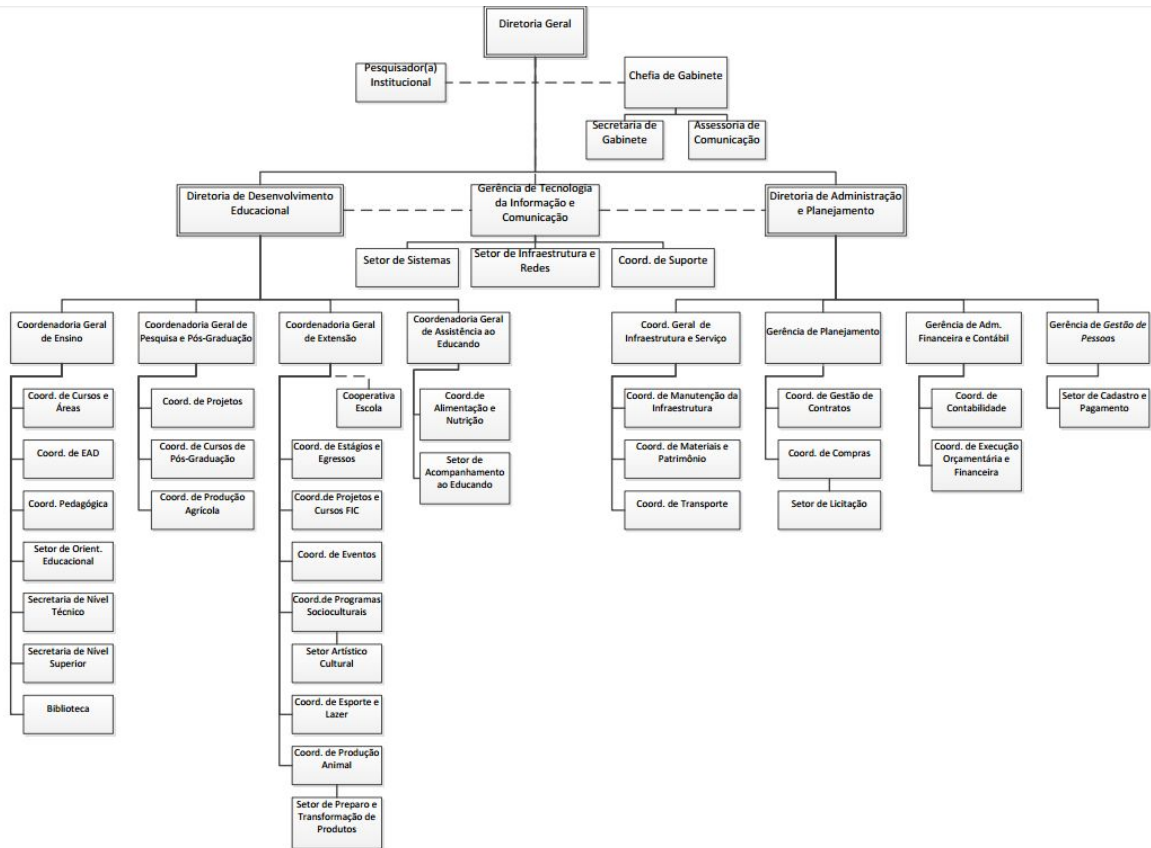 Diretoria Geral
Pesquisador(a)
Institucional
Chefia de Gabinete
Secretaria de
Gabinete
Assessoria de
Comunicação
Diretoria de Desenvolvimento
Educacional
Gerência de Tecnologia
da Informação e
Comunicação
Diretoria de Administração
e Planejamento
Setor de Sistemas
Setor de Infraestrutura e
Redes
Coord. de Suporte
Coordenadoria Geral
de Ensino
Coordenadoria Geral de
Pesquisa e Pós-Graduação
Coordenadoria Geral
de Extensão
Coordenadoria Geral
de Assistência ao
Educando
Coord. Geral de
Infraestrutura e Serviço
Gerência de Planejamento
Gerência de Adm.
Financeira e Contábil
Gerência de Gestão de
Pessoas
Coord. de Cursos e
Áreas
Coord. de EAD
Coord. Pedagógica
Setor de Orient.
Educacional
Secretaria de Nível
Técnico
Secretaria de Nível
Superior
Biblioteca
Coord. de Projetos
Coord. de Cursos de
Pós-Graduação
Coord. de Produção
Agrícola
Cooperativa
Escola
Coord. de Estágios e
Egressos
Coord.de Projetos e
Cursos FIC
Coord. de Eventos
Coord.de Programas
Socioculturais
Setor Artístico
Cultural
Coord. de Esporte e
Lazer
Coord. de Produção
Animal
Setor de Preparo e
Transformação de
Produtos
Coord.de
Alimentação e
Nutrição
Setor de
Acompanhamento
ao Educando
Coord. de Manutenção da
Infraestrutura
Coord. de Materiais e
Patrimônio
Coord. de Transporte
Coord. de Gestão de
Contratos
Coord. de Compras
Setor de Licitação
Coord. de
Contabilidade
Coord. de Execução
Orçamentária e
Financeira
Setor de Cadastro e
Pagamento